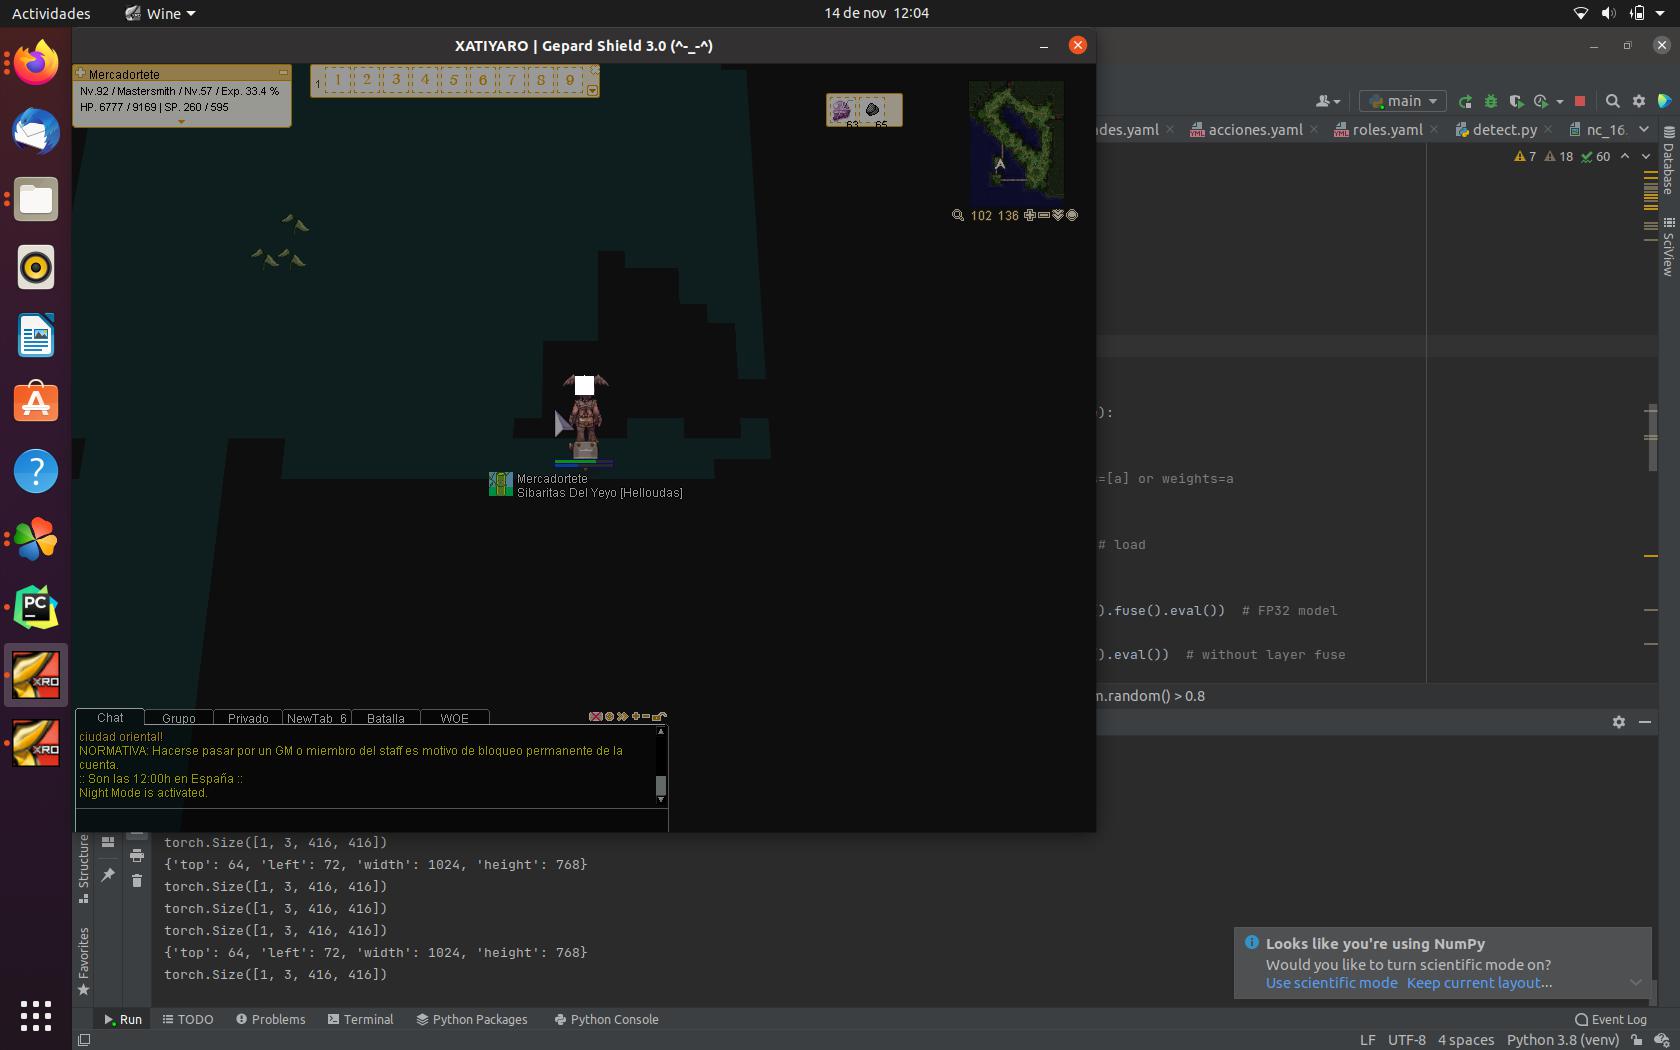 Actividades
Wine
14 de nov 12:04
XATIYARO | Gepard Shield 3.0 (^-_-^)
Mercadortete
Nv.92 / Mastersmith / Nv.57 / Exp. 33.4 %
HP. 6777 / 9169 | SP. 260 / 595
1 1 2 3 4 5 6 7 8 9
63 65
102 136
main
des.yaml
acciones.yaml
roles.yaml
detect.py
nc_16.
7 18 60
Database
SciView
):
=[a] or weights=a
# load
).fuse().eval()) # FP32 model
).eval()) # without layer fuse
m.random() > 0.8
Mercadortete
Sibaritas Del Yeyo [Helloudas]
PC
XRO
XRO
Chat Grupo Privado NewTab_6 Batalla WOE
ciudad oriental!
NORMATIVA: Hacerse pasar por un GM o miembro del staff es motivo de bloqueo permanente de la
cuenta.
:: Son las 12:00h en España ::
Night Mode is activated.
Structure
Favorites
torch.Size([1, 3, 416, 416])
{'top': 64, 'left': 72, 'width': 1024, 'height': 768}
torch.Size([1, 3, 416, 416])
torch.Size([1, 3, 416, 416])
torch.Size([1, 3, 416, 416])
{'top': 64, 'left': 72, 'width': 1024, 'height': 768}
torch.Size([1, 3, 416, 416])
Looks like you're using NumPy
Would you like to turn scientific mode on?
Use scientific mode Keep current layout...
Run TODO Problems Terminal Python Packages Python Console
Event Log
LF UTF-8 4 spaces Python 3.8 (venv)